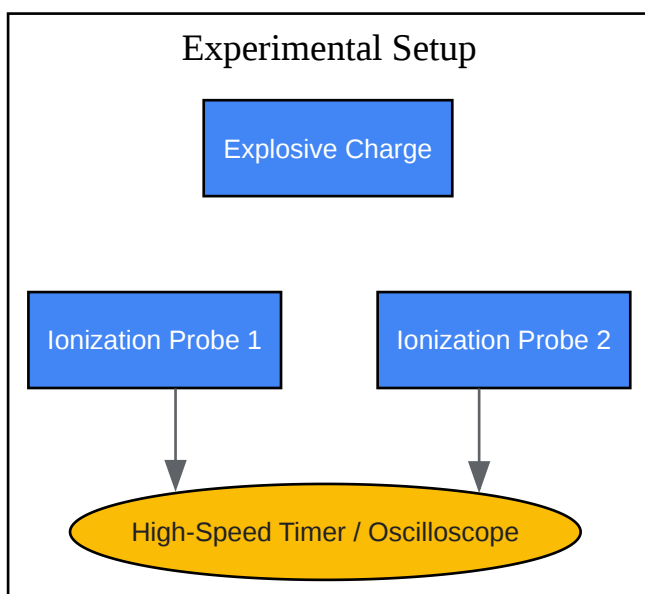 Experimental Setup
Explosive Charge
Ionization Probe 1
Ionization Probe 2
High-Speed Timer / Oscilloscope